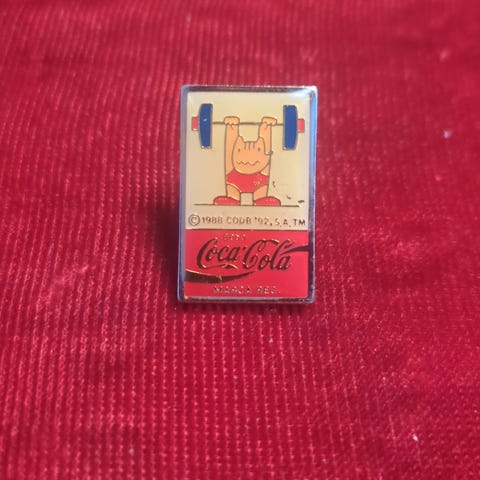 © 1988 COOB '92, S.A. TM
Coca-Cola
MARCA REG.